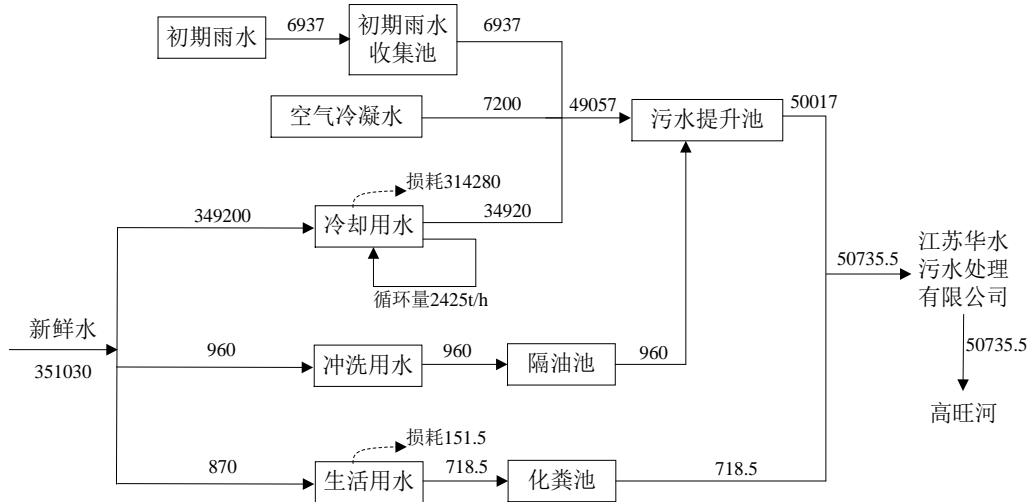 初期雨水
6937
初期雨水
收集池
6937
空气冷凝水
7200
49057
污水提升池
50017
损耗314280
349200
冷却用水
34920
循环量2425t/h
50735.5
江苏华水
污水处理
有限公司
50735.5
高旺河
新鲜水
351030
960
冲洗用水
960
隔油池
960
损耗151.5
870
生活用水
718.5
化粪池
718.5